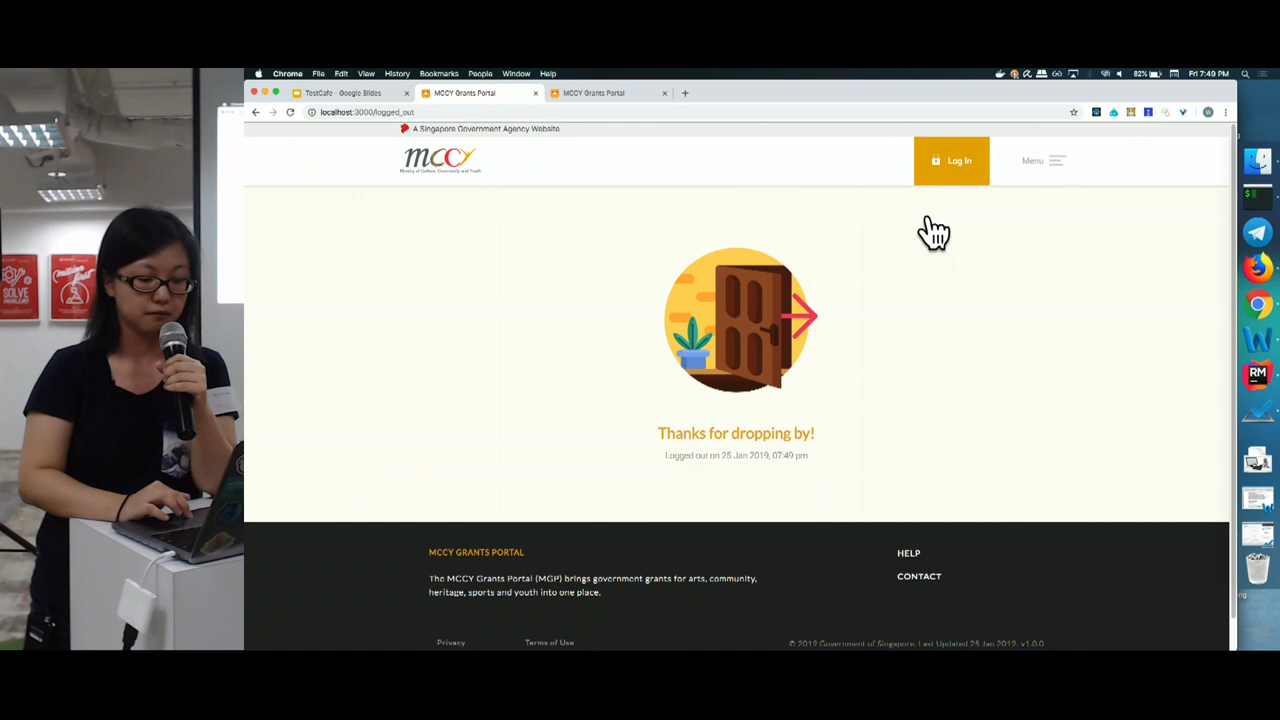 Chrome File Edit View History Bookmarks People Window Help
82%
Fri 7:49 PM
TestCafe - Google Slides
MCCY Grants Portal
MCCY Grants Portal
localhost:3000/logged_out
A Singapore Government Agency Website
mccy
Ministry of Culture, Community and Youth
Log In
Menu
SOLVE
PROBLEMS
RM
Thanks for dropping by!
Logged out on 25 Jan 2019, 07:49 pm
MCCY GRANTS PORTAL
The MCCY Grants Portal (MGP) brings government grants for arts, community,
heritage, sports and youth into one place.
HELP
CONTACT
Privacy
Terms of Use
© 2019 Government of Singapore. Last Updated 25 Jan 2019. v1.0.0